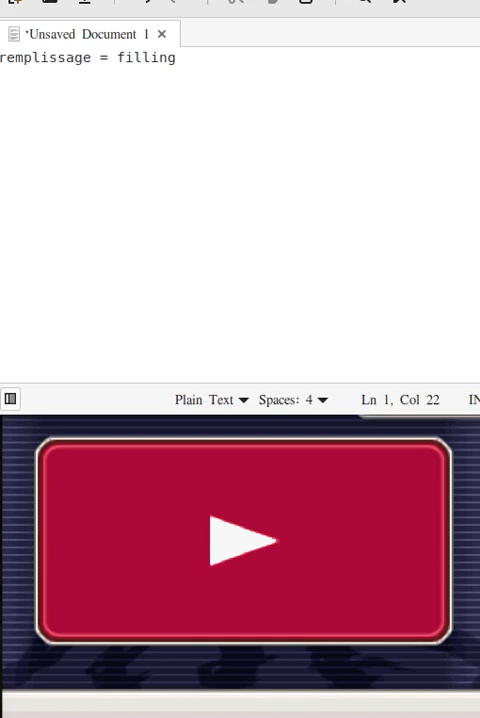 *Unsaved Document 1
remplissage = filling
Plain Text Spaces: 4 Ln 1, Col 22